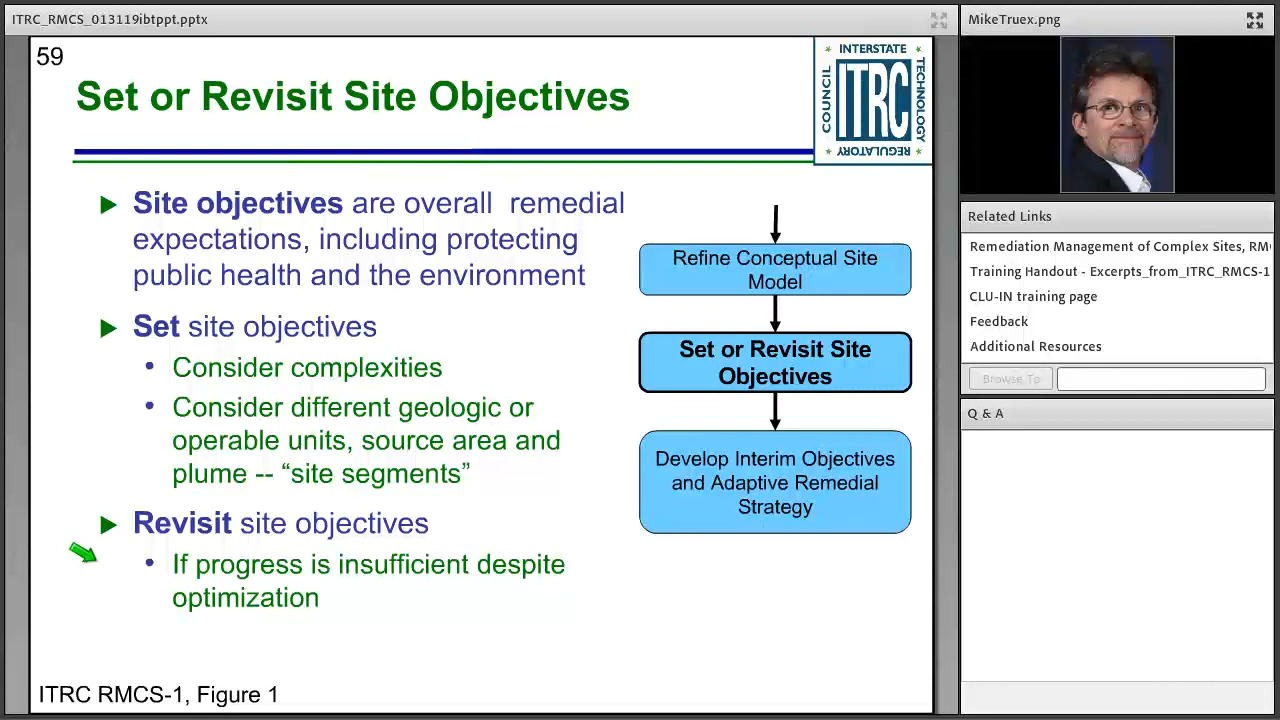 ITRC_RMCS_013119ibtppt.pptx
59
Set or Revisit Site Objectives
INTERSTATE
TECHNOLOGY
REGULATORY
COUNCIL
ITRC
Site objectives are overall remedial
expectations, including protecting
public health and the environment
Set site objectives
• Consider complexities
• Consider different geologic or
operable units, source area and
plume -- “site segments”
Revisit site objectives
• If progress is insufficient despite
optimization
Refine Conceptual Site
Model
Set or Revisit Site
Objectives
Develop Interim Objectives
and Adaptive Remedial
Strategy
ITRC RMCS-1, Figure 1
MikeTruex.png
Related Links
Remediation Management of Complex Sites, RM
Training Handout - Excerpts_from_ITRC_RMCS-1
CLU-IN training page
Feedback
Additional Resources
Browse To
Q & A